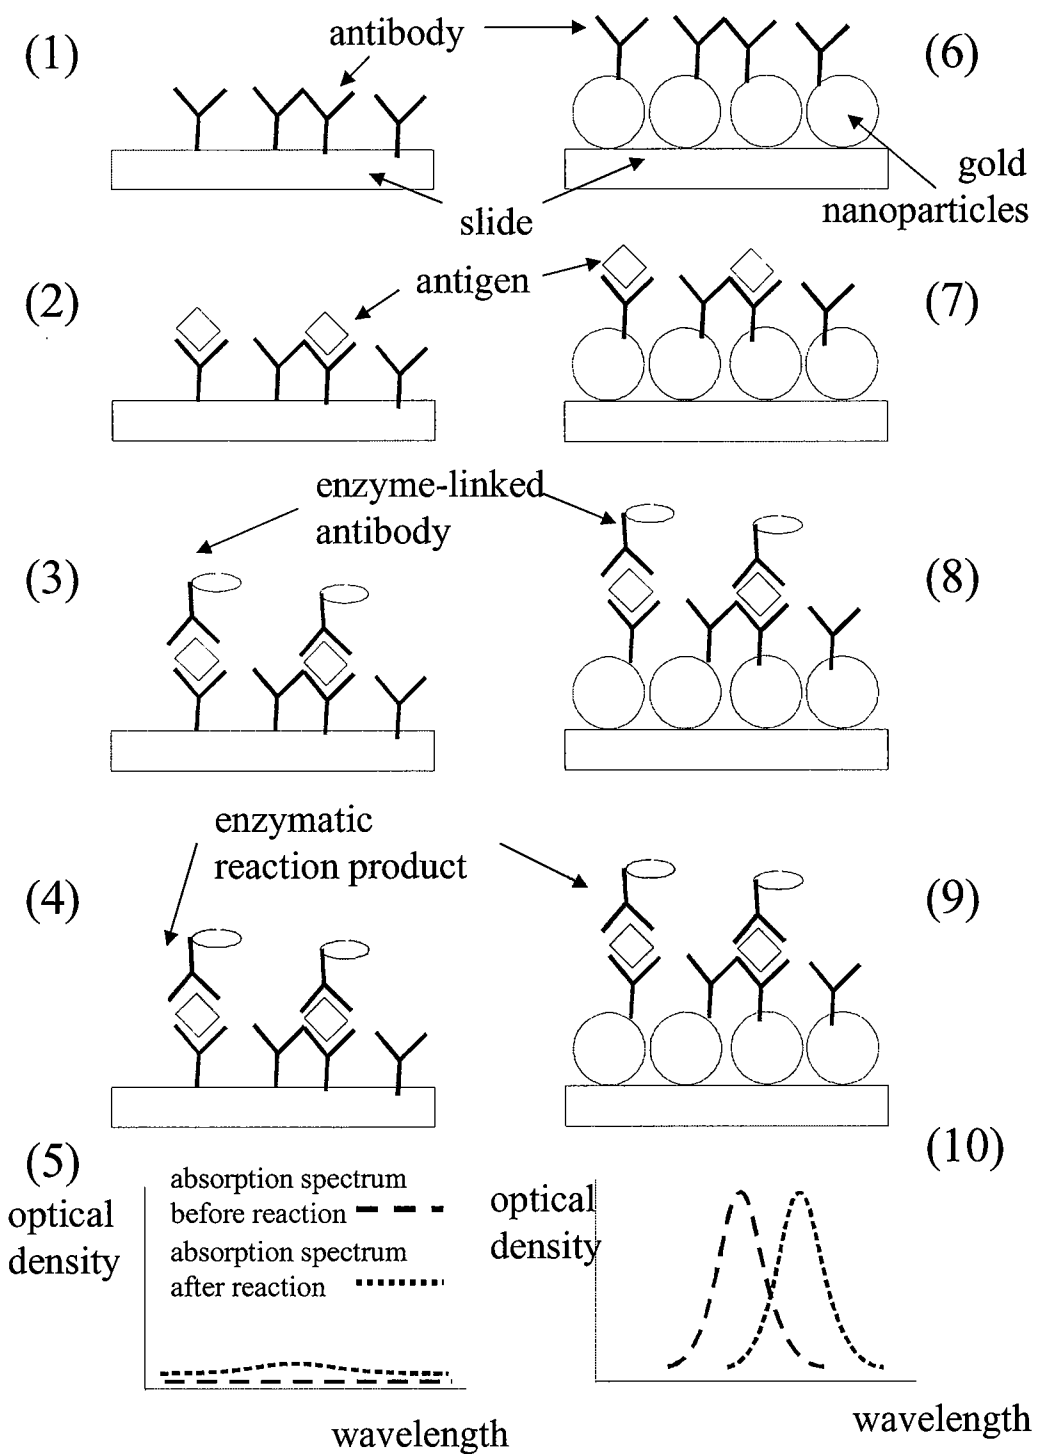 (1)
antibody
(6)
gold
nanoparticles
slide
(2)
antigen
(7)
enzyme-linked
antibody
(3)
(8)
enzymatic
reaction product
(4)
(9)
(5)
(10)
absorption spectrum
before reaction
absorption spectrum
after reaction
optical
density
optical
density
wavelength
wavelength